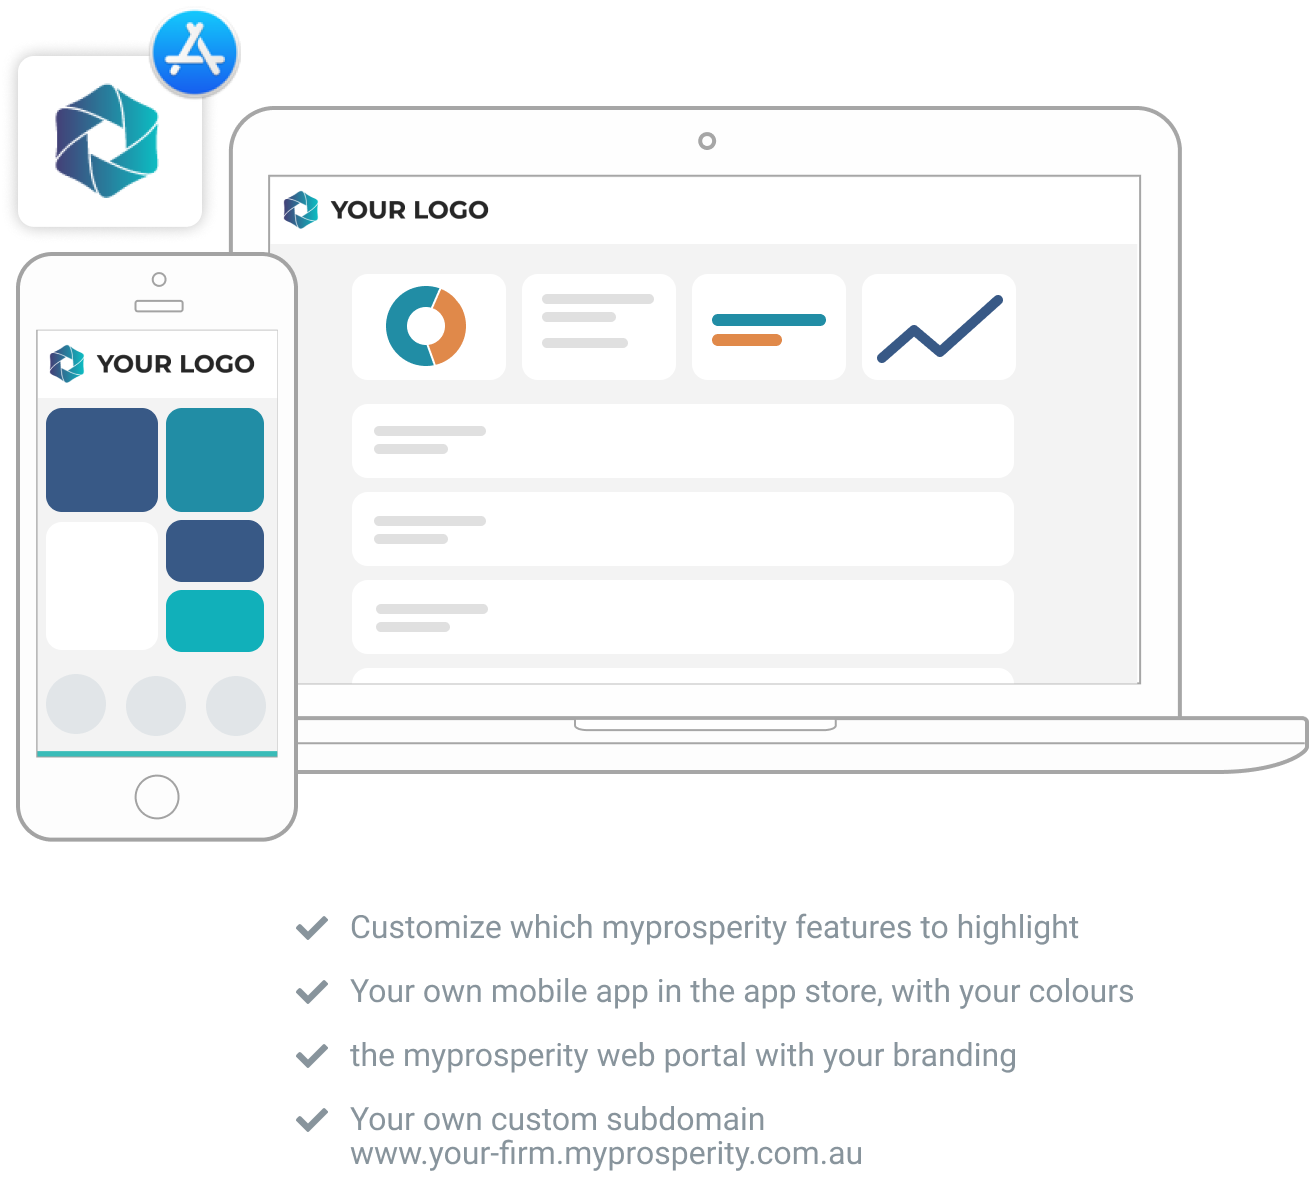 YOUR LOGO
YOUR LOGO
Customize which myprosperity features to highlight
Your own mobile app in the app store, with your colours
the myprosperity web portal with your branding
Your own custom subdomain
www.your-firm.myprosperity.com.au